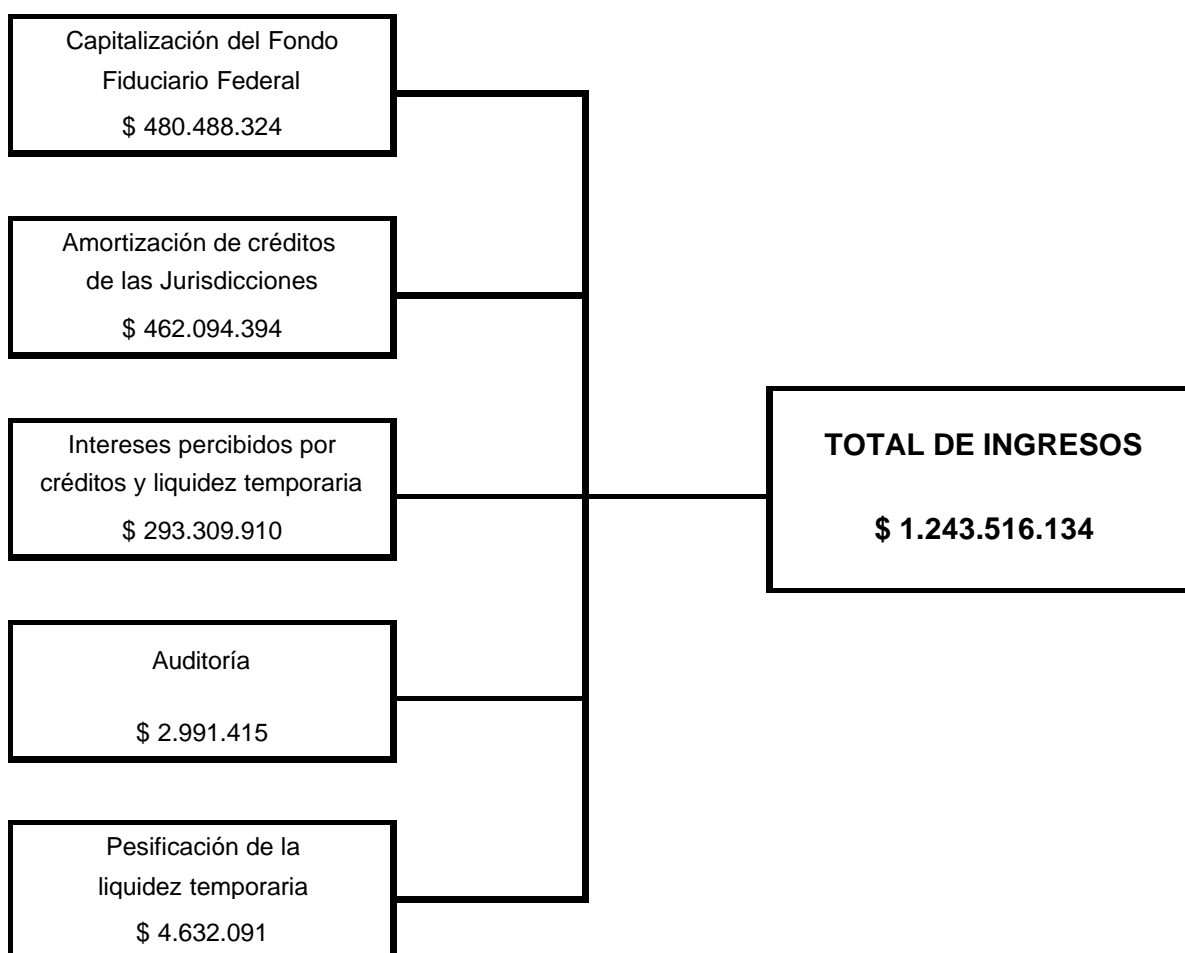 Capitalización del Fondo
Fiduciario Federal
$ 480.488.324
Amortización de créditos
de las Jurisdicciones
$ 462.094.394
Intereses percibidos por
créditos y liquidez temporaria
$ 293.309.910
Auditoría
$ 2.991.415
Pesificación de la
liquidez temporaria
$ 4.632.091
TOTAL DE INGRESOS
$ 1.243.516.134